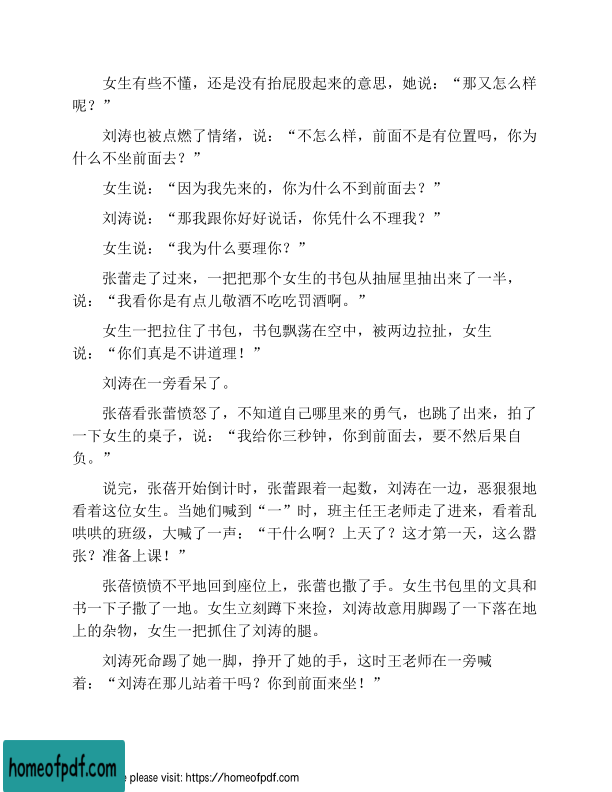 女生有些不懂，还是没有抬屁股起来的意思，她说：“那又怎么样
呢？”
刘涛也被点燃了情绪，说：“不怎么样，前面不是有位置吗，你为
什么不坐前面去？”
女生说：“因为我先来的，你为什么不到前面去？”
刘涛说：“那我跟你好好说话，你凭什么不理我？”
女生说：“我为什么要理你？”
张蕾走了过来，一把把那个女生的书包从抽屉里抽出来了一半，
说：“我看你是有点儿敬酒不吃吃罚酒啊。”
女生一把拉住了书包，书包飘荡在空中，被两边拉扯，女生
说：“你们真是不讲道理！”
刘涛在一旁看呆了。
张蓓看张蕾愤怒了，不知道自己哪里来的勇气，也跳了出来，拍了
一下女生的桌子，说：“我给你三秒钟，你到前面去，要不然后果自
负。”
说完，张蓓开始倒计时，张蕾跟着一起数，刘涛在一边，恶狠狠地
看着这位女生。当她们喊到“一”时，班主任王老师走了进来，看着乱
哄哄的班级，大喊了一声：“干什么啊？上天了？这才第一天，这么嚣
张？准备上课！”
张蓓愤愤不平地回到座位上，张蕾也撒了手。女生书包里的文具和
书一下子撒了一地。女生立刻蹲下来捡，刘涛故意用脚踢了一下落在地
上的杂物，女生一把抓住了刘涛的腿。
刘涛死命踢了她一脚，挣开了她的手，这时王老师在一旁喊
着：“刘涛在那儿站着干吗？你到前面来坐！”
homeofpdf.com
e please visit: https://homeofpdf.com